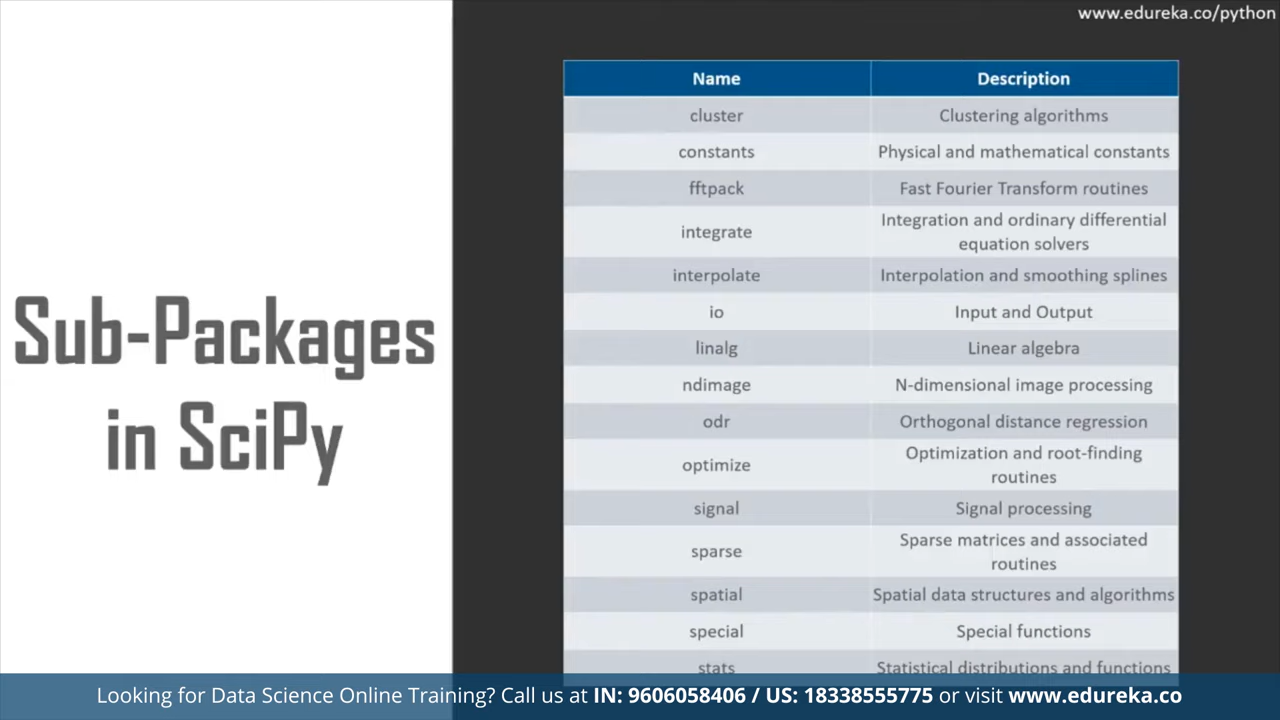 www.edureka.co/python
Sub-Packages
in SciPy
Name Description
cluster Clustering algorithms
constants Physical and mathematical constants
fftpack Fast Fourier Transform routines
integrate Integration and ordinary differential
equation solvers
interpolate Interpolation and smoothing splines
io Input and Output
linalg Linear algebra
ndimage N-dimensional image processing
odr Orthogonal distance regression
optimize Optimization and root-finding
routines
signal Signal processing
sparse Sparse matrices and associated
routines
spatial Spatial data structures and algorithms
special Special functions
stats Statistical distributions and functions
Looking for Data Science Online Training? Call us at IN: 9606058406 / US: 18338555775 or visit www.edureka.co